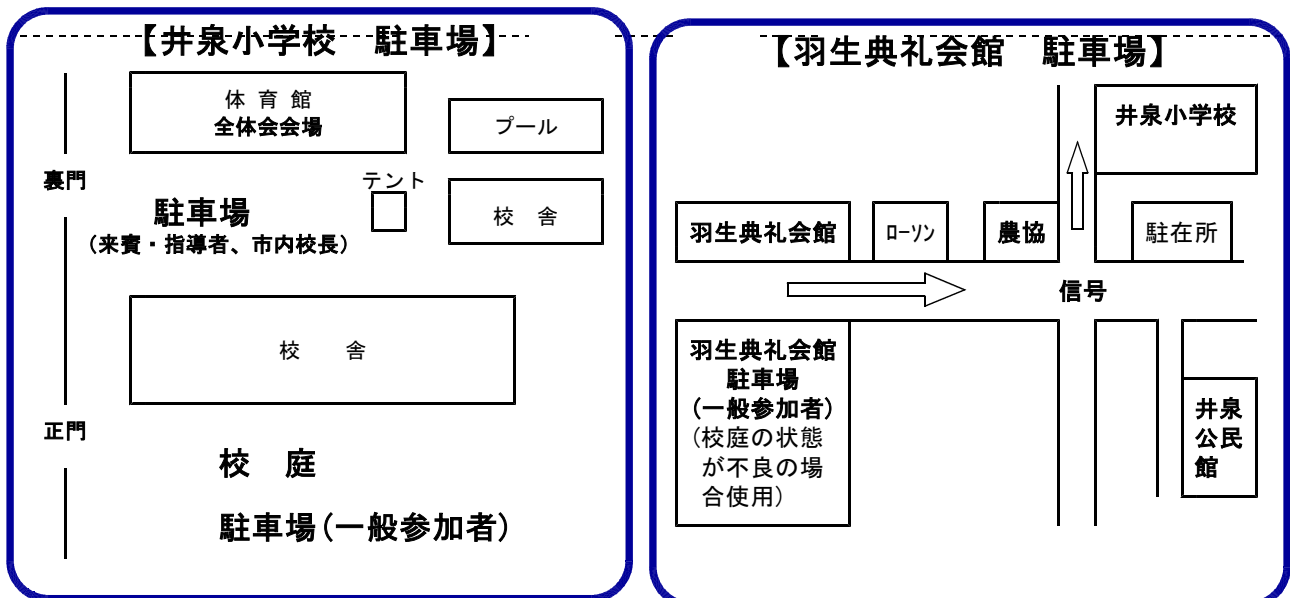 【井泉小学校　駐車場】
体 育 館
全体会会場
プール
裏門
テント
駐車場
（来賓・指導者、市内校長）
校 舎
校　舎
正門
校　庭
駐車場（一般参加者）
【羽生典礼会館　駐車場】
井泉小学校
羽生典礼会館
ﾛｰｿﾝ
農協
駐在所
信号
羽生典礼会館
駐車場
（一般参加者）
（校庭の状態
が不良の場
合使用）
井泉
公民
館